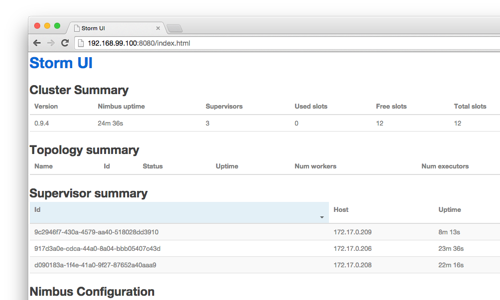 Storm UI
192.168.99.100:8080/index.html
Storm UI
Cluster Summary
Version Nimbus uptime Supervisors Used slots Free slots Total slots
0.9.4 24m 36s 3 0 12 12
Topology summary
Name Id Status Uptime Num workers Num executors
Supervisor summary
Id Host Uptime
9c2946f7-430a-4579-aa40-518028dd3910 172.17.0.209 8m 13s
917d3a0e-cdca-44a0-8a04-bbb05407c43d 172.17.0.206 23m 36s
d090183a-1f4e-41a0-9f27-87652a40aaa9 172.17.0.208 22m 16s
Nimbus Configuration